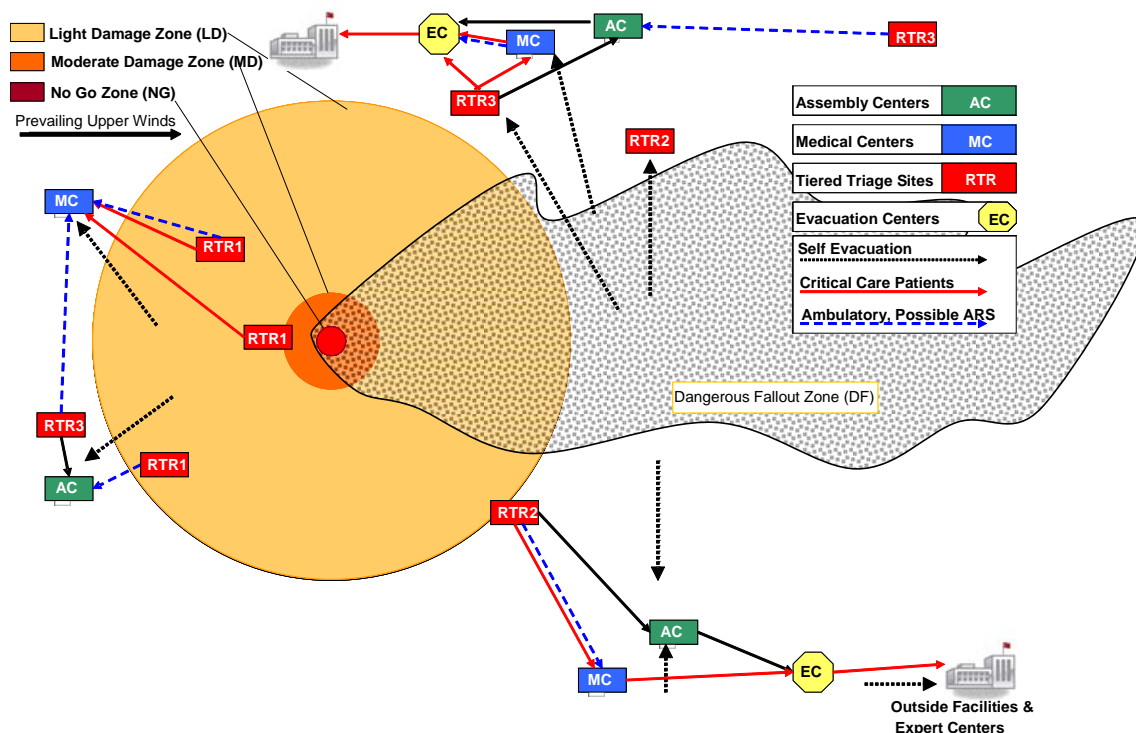 Light Damage Zone (LD)
Moderate Damage Zone (MD)
No Go Zone (NG)
Prevailing Upper Winds
EC
AC
MC
RTR3
RTR3
RTR2
Assembly Centers AC
Medical Centers MC
Tiered Triage Sites RTR
Evacuation Centers EC
Self Evacuation
Critical Care Patients
Ambulatory, Possible ARS
MC
RTR1
RTR1
Dangerous Fallout Zone (DF)
RTR3
RTR1
AC
RTR2
AC
MC
EC
Outside Facilities &
Expert Centers